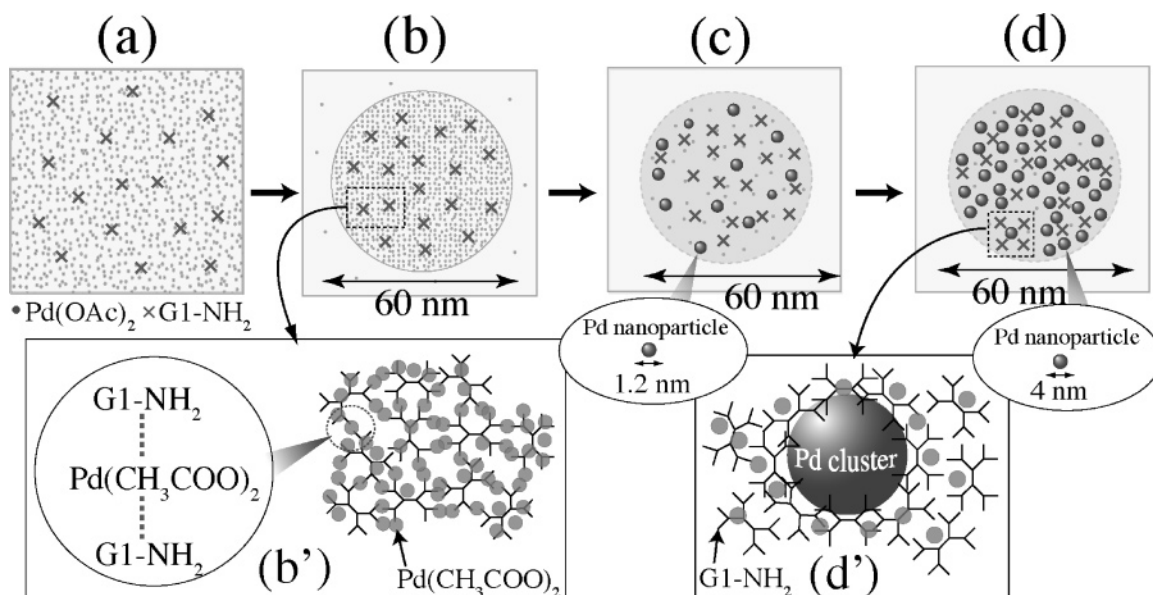 (a)
(b)
(c)
(d)
60 nm
60 nm
60 nm
•Pd(OAc)₂ ×G1-NH₂
Pd nanoparticle
1.2 nm
Pd nanoparticle
4 nm
G1-NH₂
Pd(CH₃COO)₂
G1-NH₂
(b')
Pd(CH₃COO)₂
Pd cluster
G1-NH₂
(d')